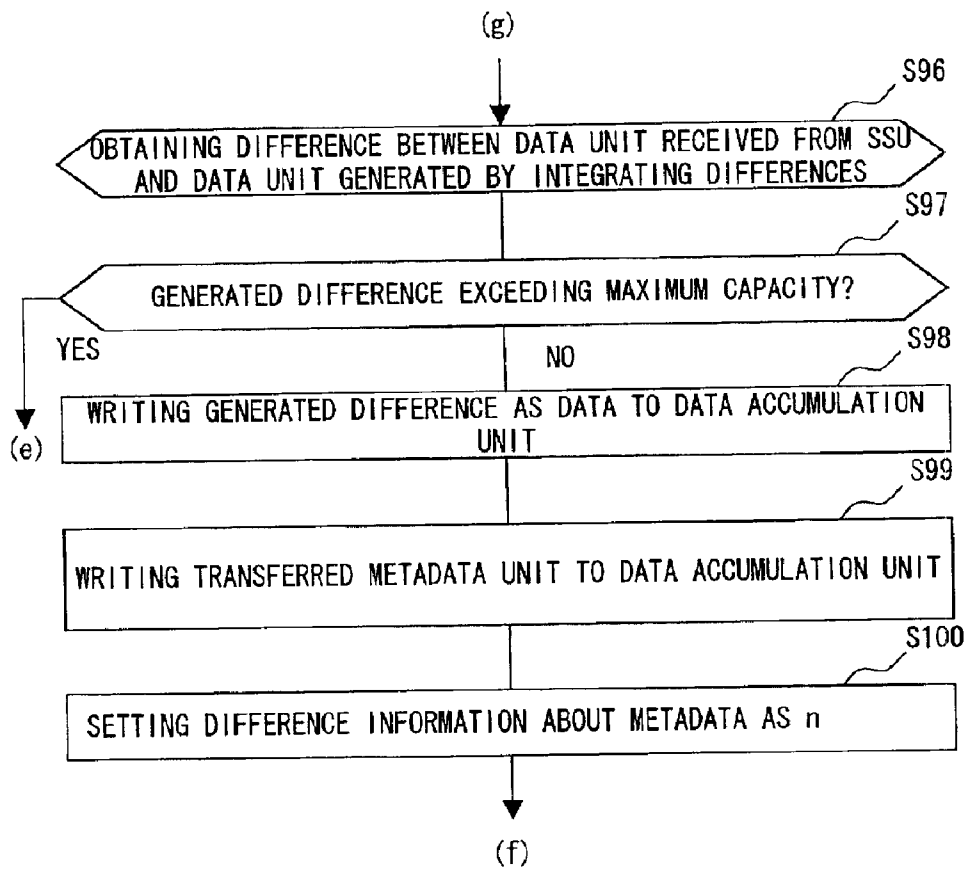 (g)
S96
OBTAINING DIFFERENCE BETWEEN DATA UNIT RECEIVED FROM SSU
AND DATA UNIT GENERATED BY INTEGRATING DIFFERENCES
S97
GENERATED DIFFERENCE EXCEEDING MAXIMUM CAPACITY?
YES
NO
S98
(e)
WRITING GENERATED DIFFERENCE AS DATA TO DATA ACCUMULATION
UNIT
S99
WRITING TRANSFERRED METADATA UNIT TO DATA ACCUMULATION UNIT
S100
SETTING DIFFERENCE INFORMATION ABOUT METADATA AS n
(f)